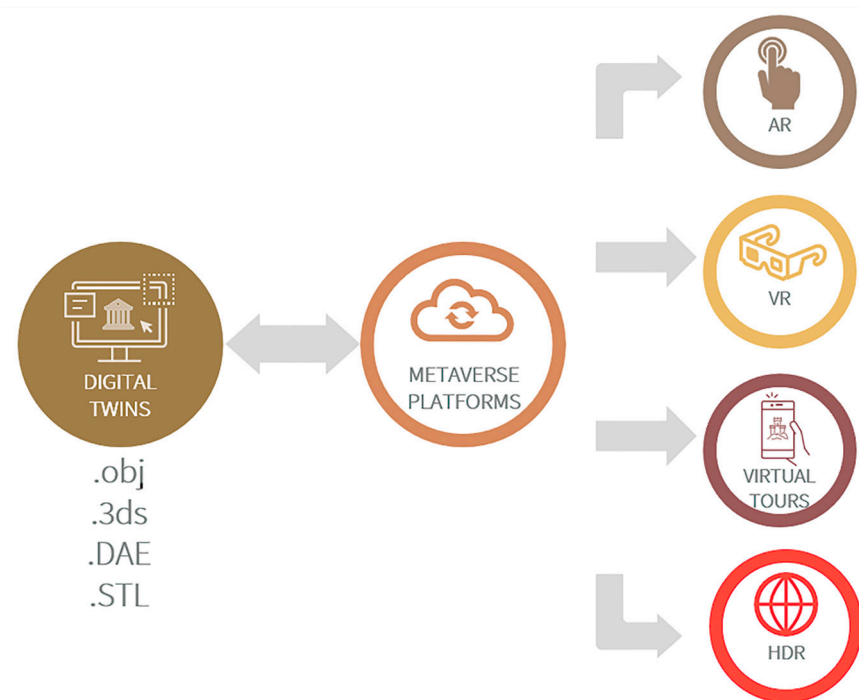 AR
VR
DIGITAL
TWINS
METAVERSE
PLATFORMS
.obj
.3ds
.DAE
.STL
VIRTUAL
TOURS
HDR